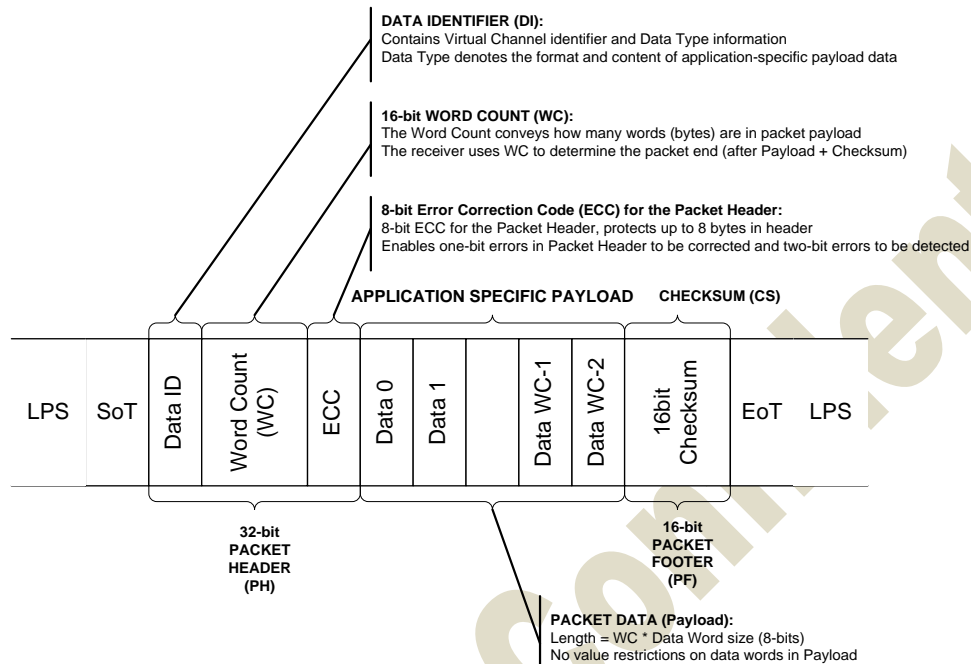 DATA IDENTIFIER (DI):
Contains Virtual Channel identifier and Data Type information
Data Type denotes the format and content of application-specific payload data
16-bit WORD COUNT (WC):
The Word Count conveys how many words (bytes) are in packet payload
The receiver uses WC to determine the packet end (after Payload + Checksum)
8-bit Error Correction Code (ECC) for the Packet Header:
8-bit ECC for the Packet Header, protects up to 8 bytes in header
Enables one-bit errors in Packet Header to be corrected and two-bit errors to be detected
APPLICATION SPECIFIC PAYLOAD
CHECKSUM (CS)
LPS
SoT
Data ID
Word Count
(WC)
ECC
Data 0
Data 1
Data WC-1
Data WC-2
16bit
Checksum
EoT
LPS
32-bit
PACKET
HEADER
(PH)
16-bit
PACKET
FOOTER
(PF)
PACKET DATA (Payload):
Length = WC * Data Word size (8-bits)
No value restrictions on data words in Payload